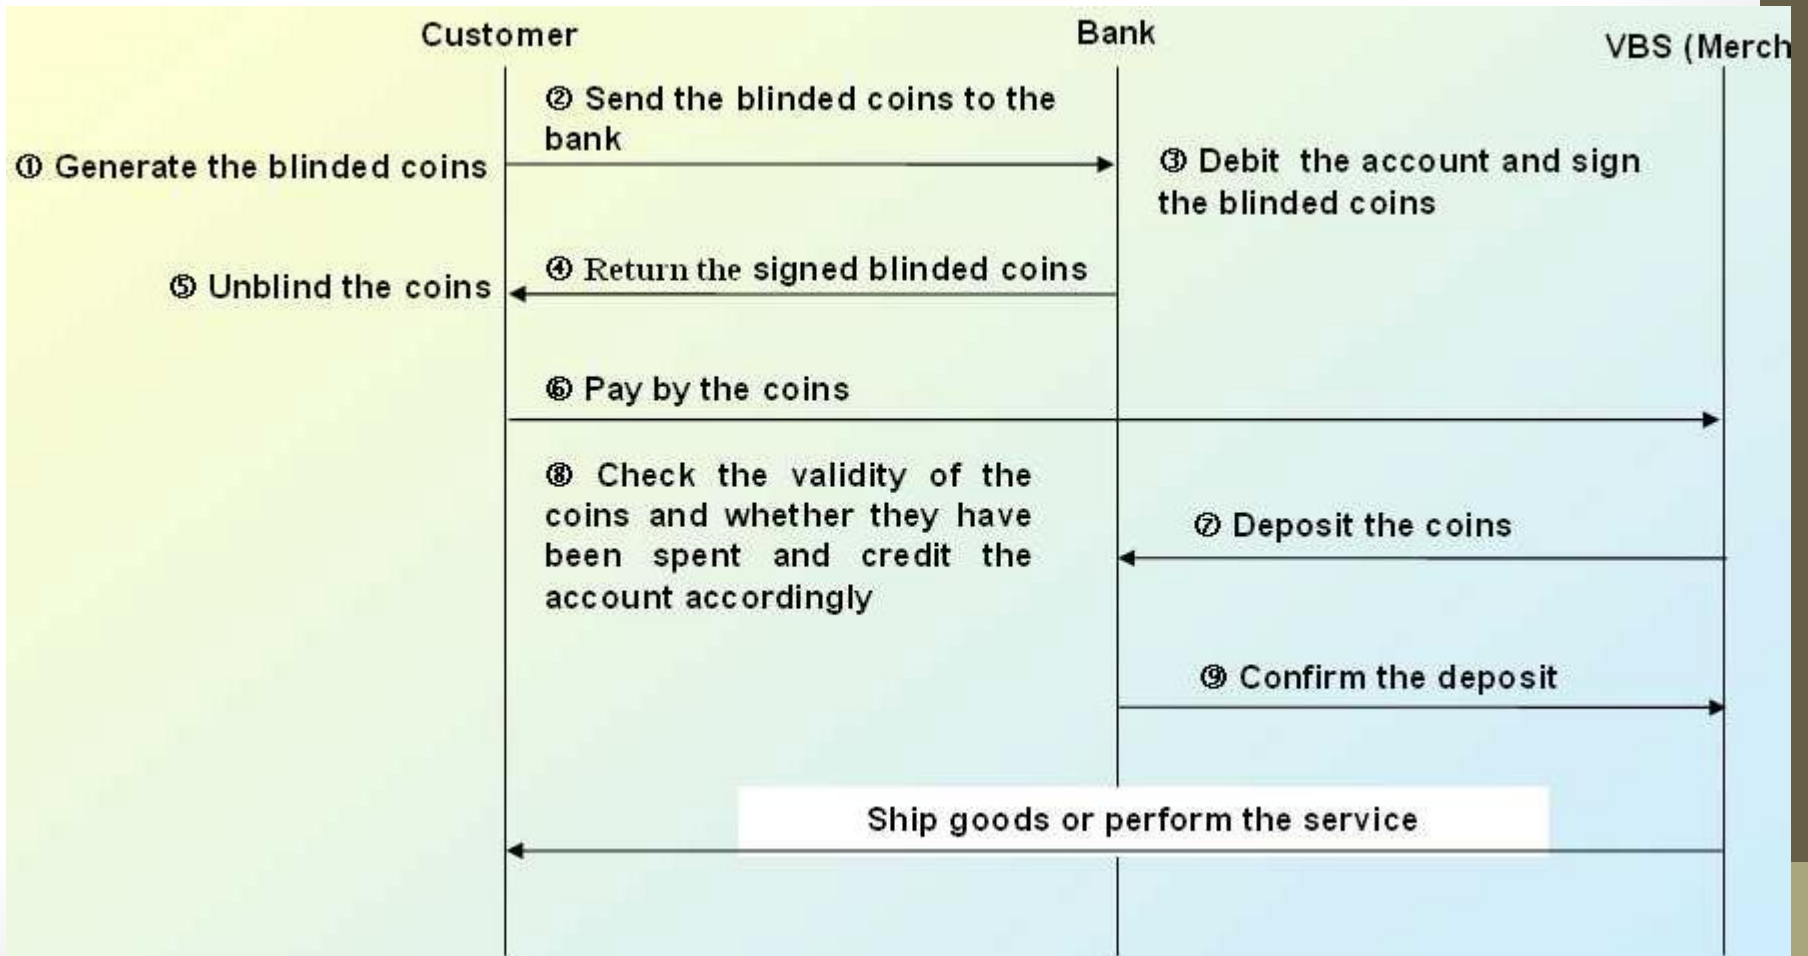 Customer
Bank
VBS (Merch
② Send the blinded coins to the
bank
① Generate the blinded coins
③ Debit the account and sign
the blinded coins
④ Return the signed blinded coins
⑤ Unblind the coins
⑥ Pay by the coins
⑧ Check the validity of the
coins and whether they have
been spent and credit the
account accordingly
⑦ Deposit the coins
⑨ Confirm the deposit
Ship goods or perform the service